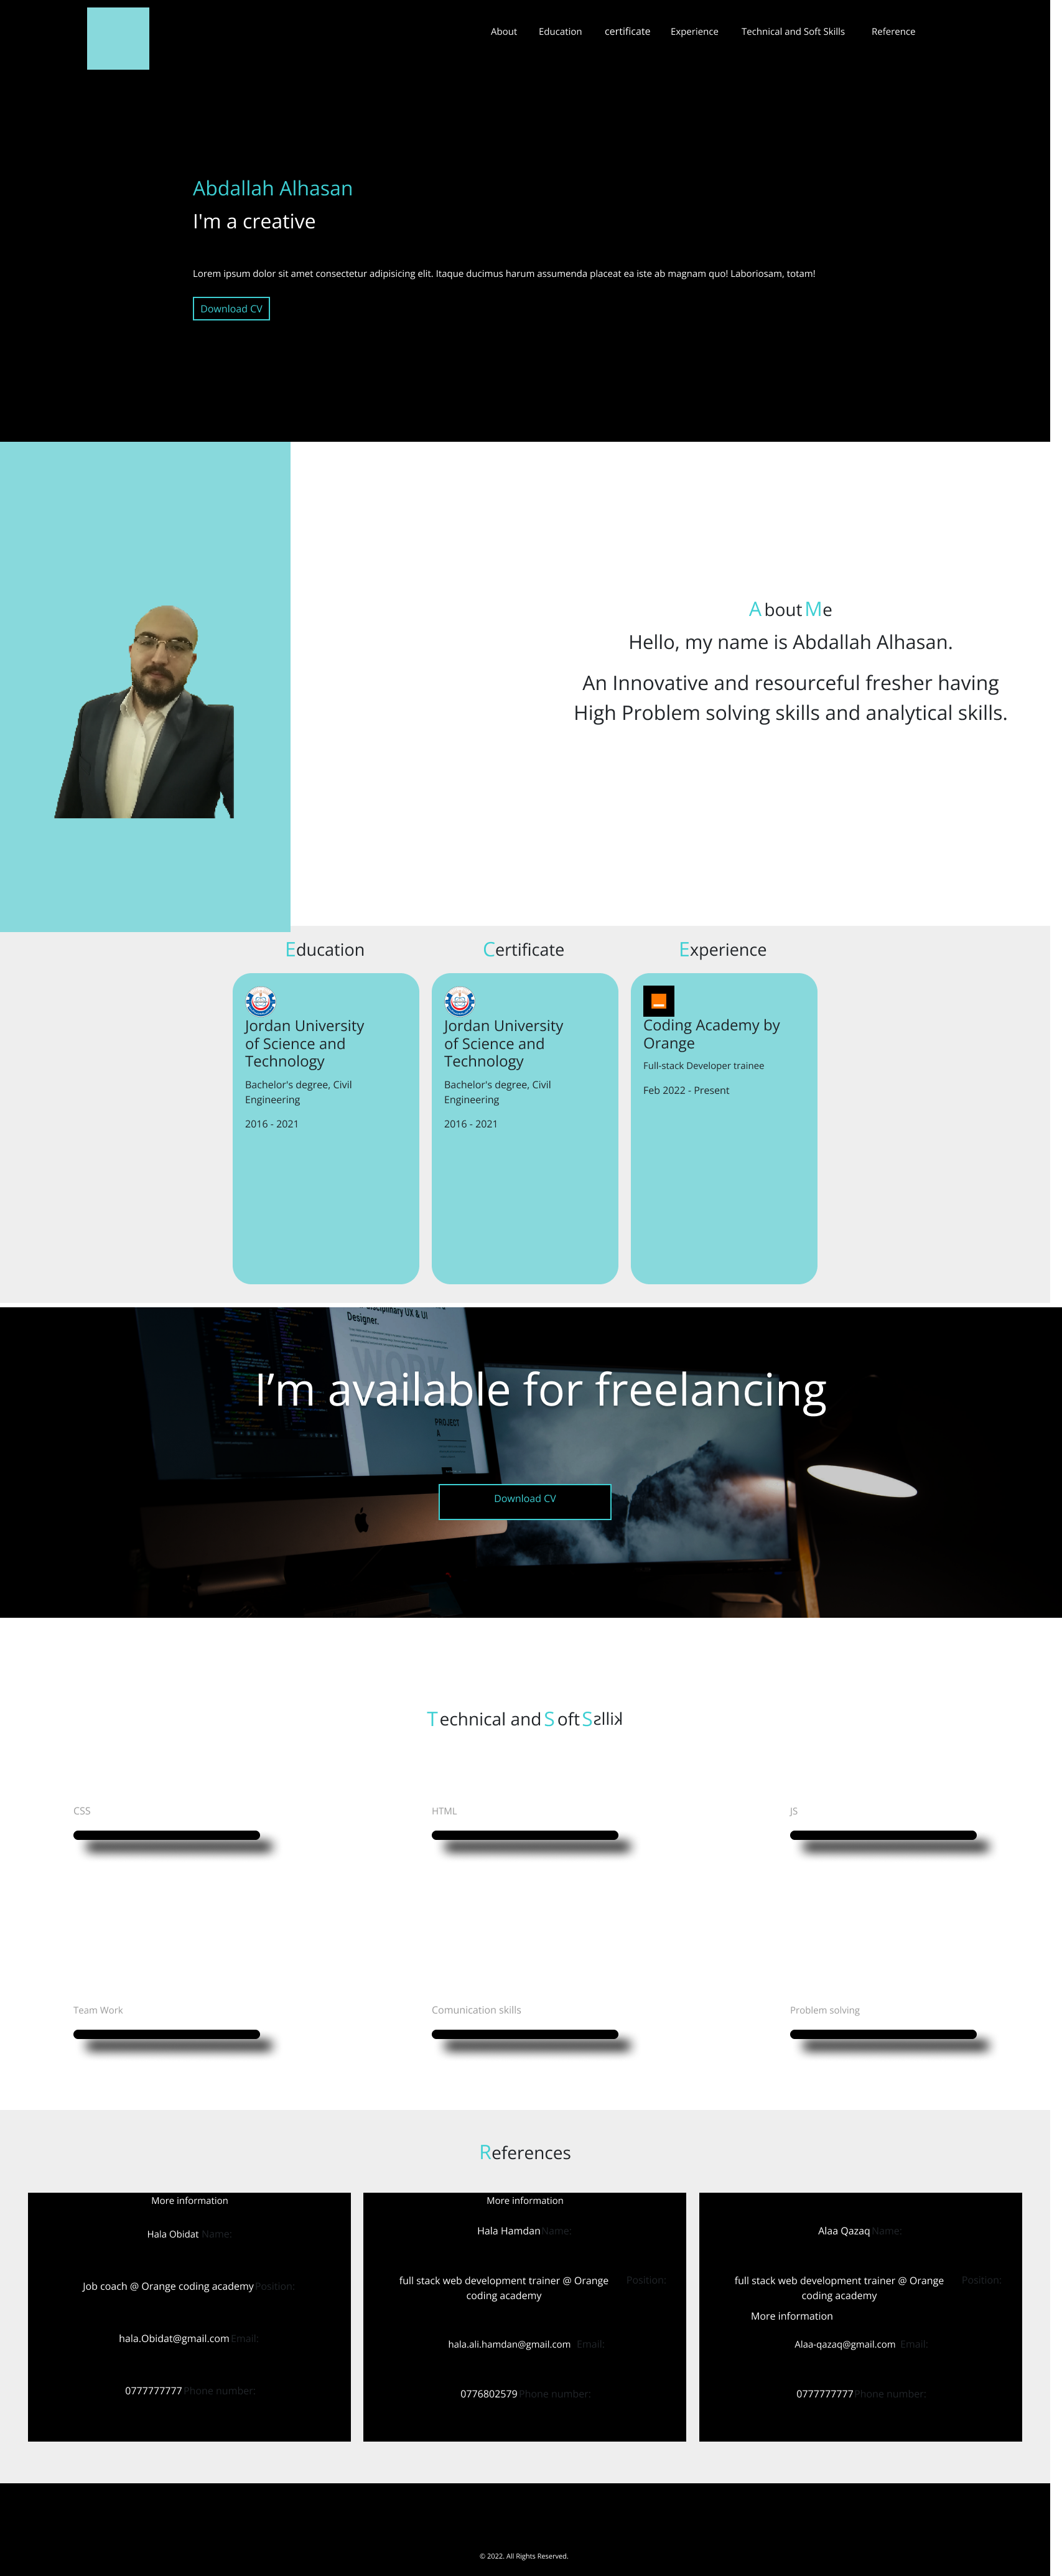 About Education certificate Experience Technical and Soft Skills Reference
Abdallah Alhasan
I'm a creative
Lorem ipsum dolor sit amet consectetur adipisicing elit. Itaque ducimus harum assumenda placeat ea iste ab magnam quo! Laboriosam, totam!
Download CV
About Me
Hello, my name is Abdallah Alhasan.
An Innovative and resourceful fresher having
High Problem solving skills and analytical skills.
Education
Jordan University
of Science and
Technology
Bachelor's degree, Civil
Engineering
2016 - 2021
Certificate
Jordan University
of Science and
Technology
Bachelor's degree, Civil
Engineering
2016 - 2021
Experience
Coding Academy by
Orange
Full-stack Developer trainee
Feb 2022 - Present
Designer.
WORK
PROJECT
A
I’m available for freelancing
Download CV
Technical and Soft Skills
CSS
HTML
JS
Team Work
Comunication skills
Problem solving
References
More information
Hala Obidat Name:
Job coach @ Orange coding academy Position:
hala.Obidat@gmail.com Email:
0777777777 Phone number:
More information
Hala Hamdan Name:
full stack web development trainer @ Orange Position:
coding academy
hala.ali.hamdan@gmail.com Email:
0776802579 Phone number:
Alaa Qazaq Name:
full stack web development trainer @ Orange Position:
coding academy
More information
Alaa-qazaq@gmail.com Email:
0777777777 Phone number:
© 2022. All Rights Reserved.